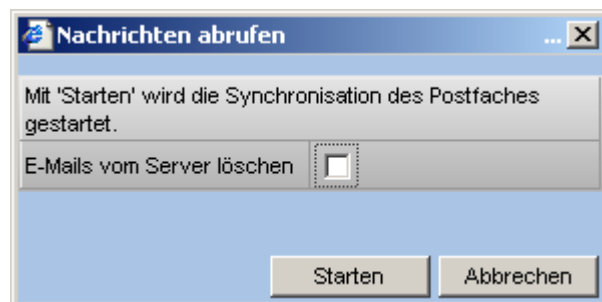 Nachrichten abrufen ...
Mit 'Starten' wird die Synchronisation des Postfaches
gestartet.
E-Mails vom Server löschen
Starten Abbrechen